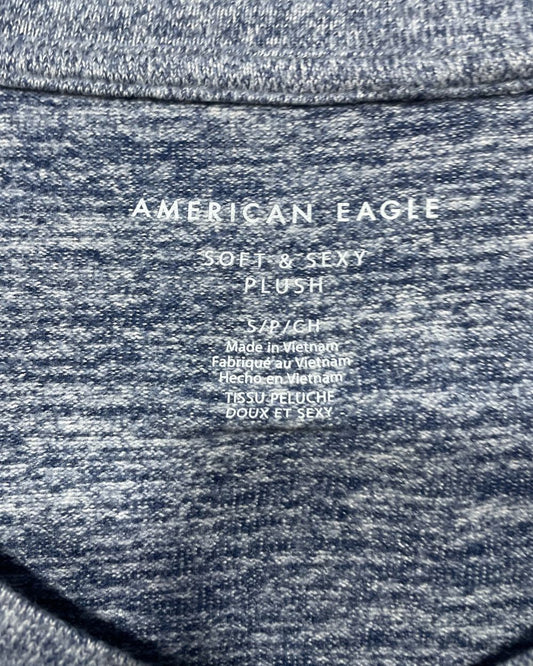 AMERICAN EAGLE
SOFT & SEXY
PLUSH
S/P/CH
Made in Vietnam
Fabriqué au Vietnam
Hecho en Vietnam
TISSU PELUCHE
DOUX ET SEXY